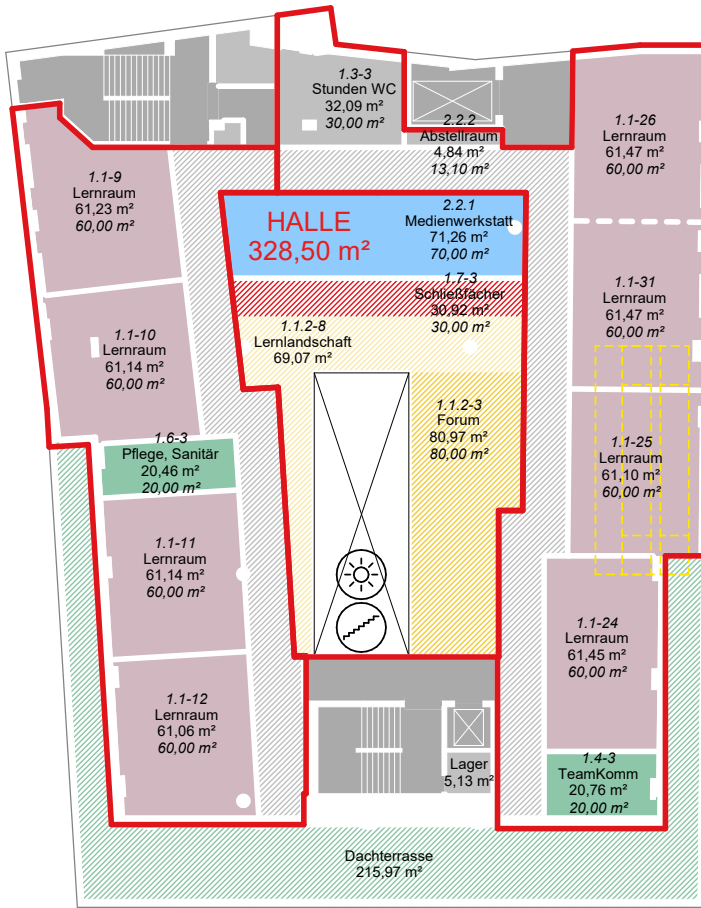 1.3-3
Stunden WC
32,09 m²
30,00 m²
2.2.2
Abstellraum
4,84 m²
13,10 m²
1.1-26
Lernraum
61,47 m²
60,00 m²
1.1-9
Lernraum
61,23 m²
60,00 m²
HALLE
328,50 m²
2.2.1
Medienwerkstatt
71,26 m²
70,00 m²
1.7-3
Schließfächer
30,92 m²
30,00 m²
1.1-31
Lernraum
61,47 m²
60,00 m²
1.1.2-8
Lernlandschaft
69,07 m²
1.1-10
Lernraum
61,14 m²
60,00 m²
1.1.2-3
Forum
80,97 m²
80,00 m²
1.6-3
Pflege, Sanitär
20,46 m²
20,00 m²
1.1-25
Lernraum
61,10 m²
60,00 m²
1.1-11
Lernraum
61,14 m²
60,00 m²
1.1-24
Lernraum
61,45 m²
60,00 m²
1.1-12
Lernraum
61,06 m²
60,00 m²
Lager
5,13 m²
1.4-3
TeamKomm
20,76 m²
20,00 m²
Dachterrasse
215,97 m²